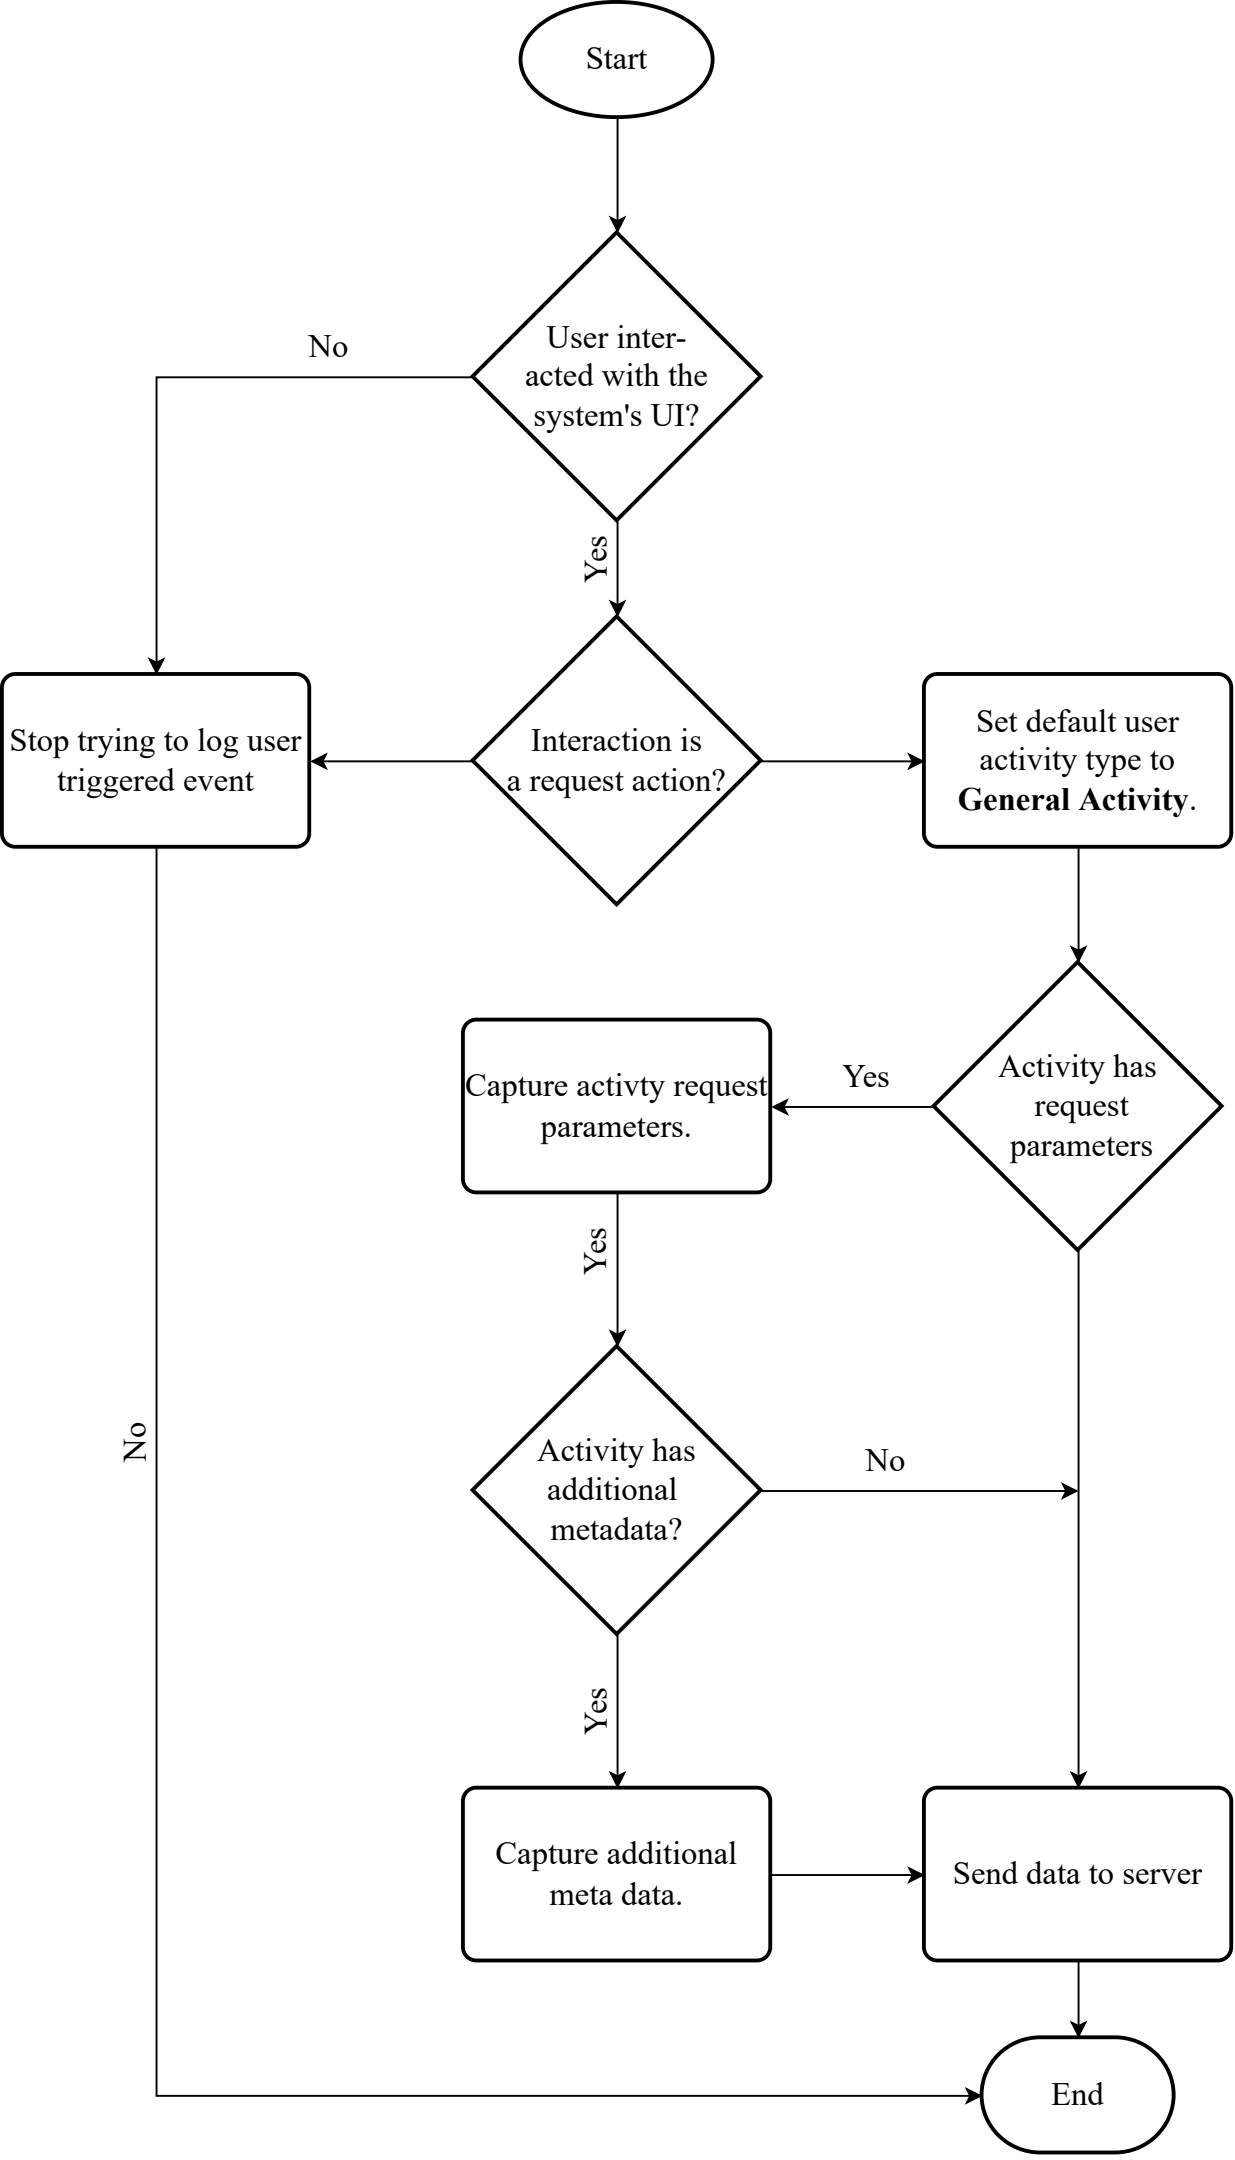 Start
No
User inter-
acted with the
system's UI?
Yes
Stop trying to log user
triggered event
Interaction is
a request action?
Set default user
activity type to
General Activity.
Capture activty request
parameters.
Yes
Activity has
request
parameters
Yes
No
Activity has
additional
metadata?
No
Yes
Capture additional
meta data.
Send data to server
End